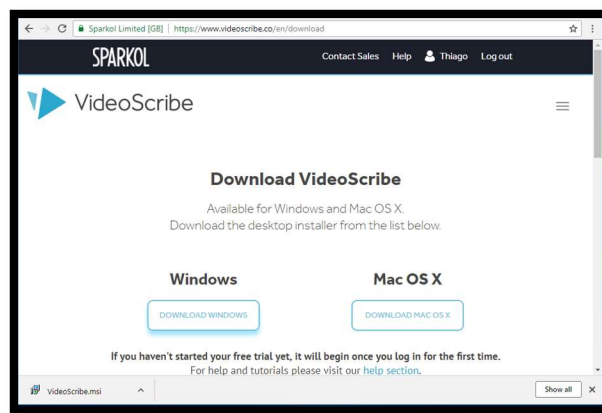 Sparkol Limited [GB] | https://www.videoscribe.co/en/download
SPARKOL Contact Sales Help Thiago Log out
VideoScribe
Download VideoScribe
Available for Windows and Mac OS X.
Download the desktop installer from the list below.
Windows Mac OS X
DOWNLOAD WINDOWS DOWNLOAD MAC OS X
If you haven't started your free trial yet, it will begin once you log in for the first time.
For help and tutorials please visit our help section.
VideoScribe.msi Show all